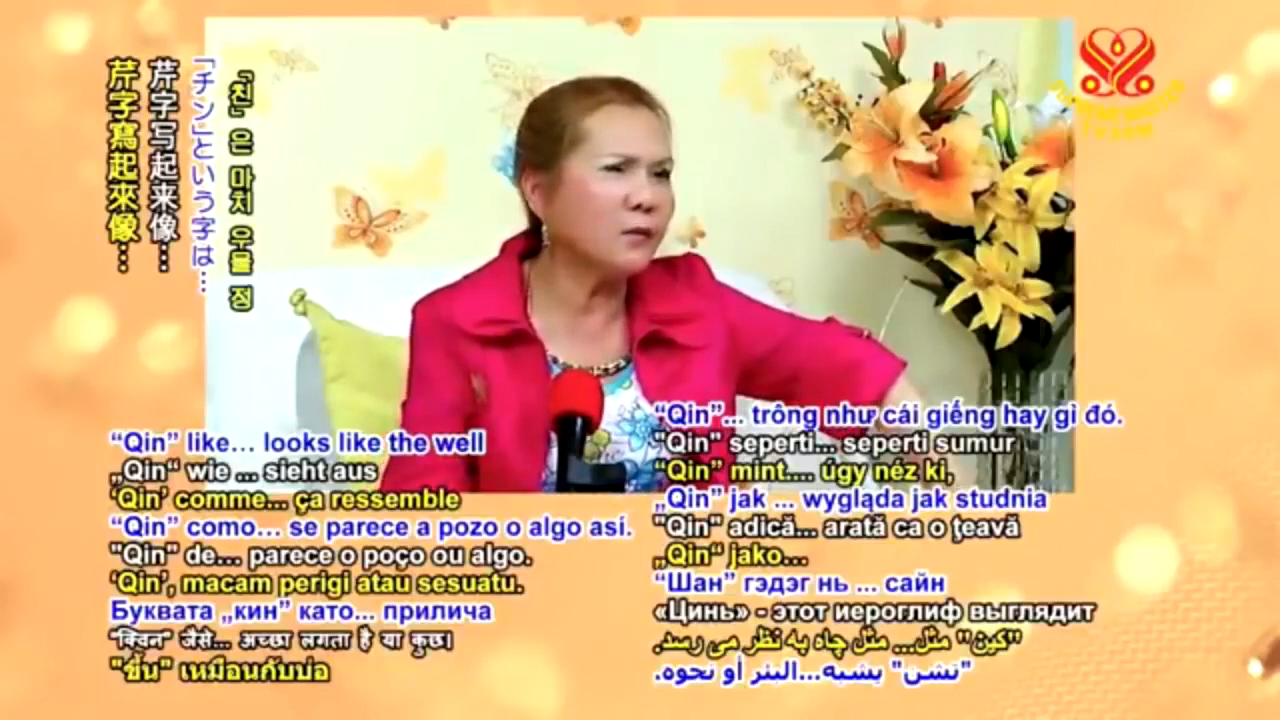 芹字寫起來像…
芹字写起来像…
「チン」という字は…
「친」은 마치 우물 정
“Qin” like... looks like the well
„Qin“ wie ... sieht aus
‘Qin’ comme... ça ressemble
“Qin” como... se parece a pozo o algo así.
"Qin" de... parece o poço ou algo.
‘Qin’, macam perigi atau sesuatu.
Буквата „кин” като... прилича
"क्विन" जैसे... अच्छा लगता है या कुछ।
"ขิ้น" เหมือนกับบ่อ
“Qin”... trông như cái giếng hay gì đó.
"Qin" seperti... seperti sumur
“Qin” mint.... úgy néz ki,
„Qin” jak ... wygląda jak studnia
"Qin" adică... arată ca o ţeavă
„Qin“ jako...
“Шан” гэдэг нь ... сайн
«Цинь» - этот иероглиф выглядит
"کین" مثل... مثل چاه به نظر می رسد.
"تشن" يشبه...البئر أو نحوه.